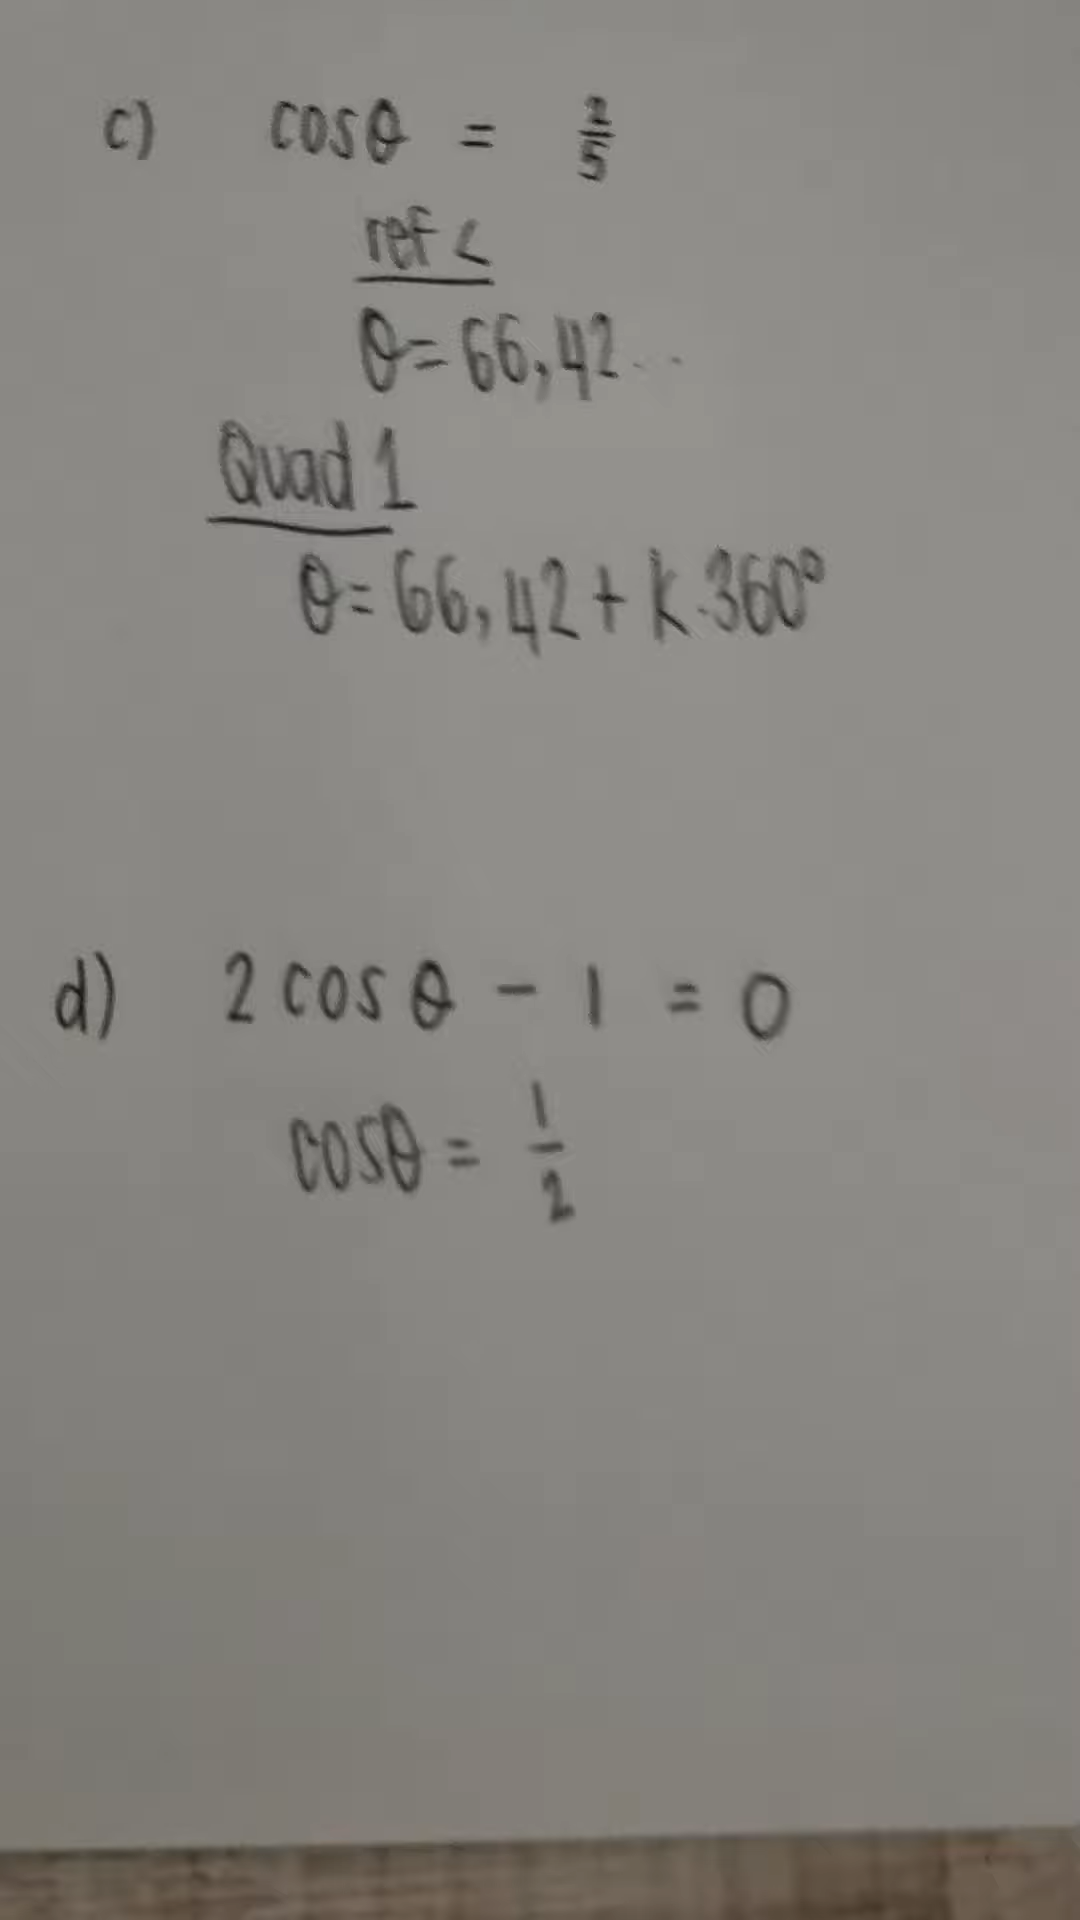 c) cosθ = 2/5
ref <
θ = 66,42...
Quad 1
θ = 66,42 + k.360°
d) 2 cos θ - 1 = 0
cosθ = 1/2